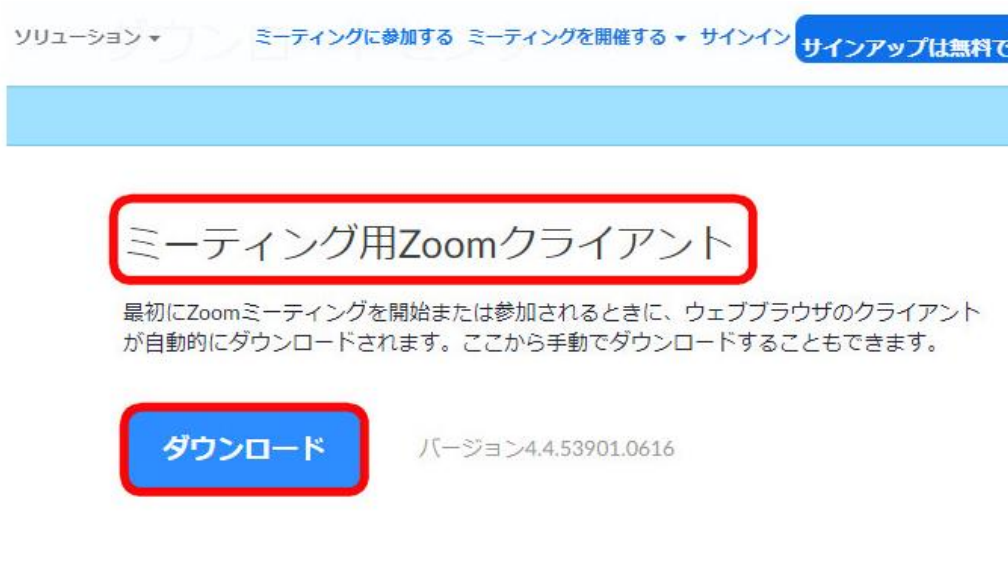 ソリューション
ミーティングに参加する ミーティングを開催する サインイン サインアップは無料で
ミーティング用Zoomクライアント
最初にZoomミーティングを開始または参加されるときに、ウェブブラウザのクライアント
が自動的にダウンロードされます。ここから手動でダウンロードすることもできます。
ダウンロード バージョン4.4.53901.0616